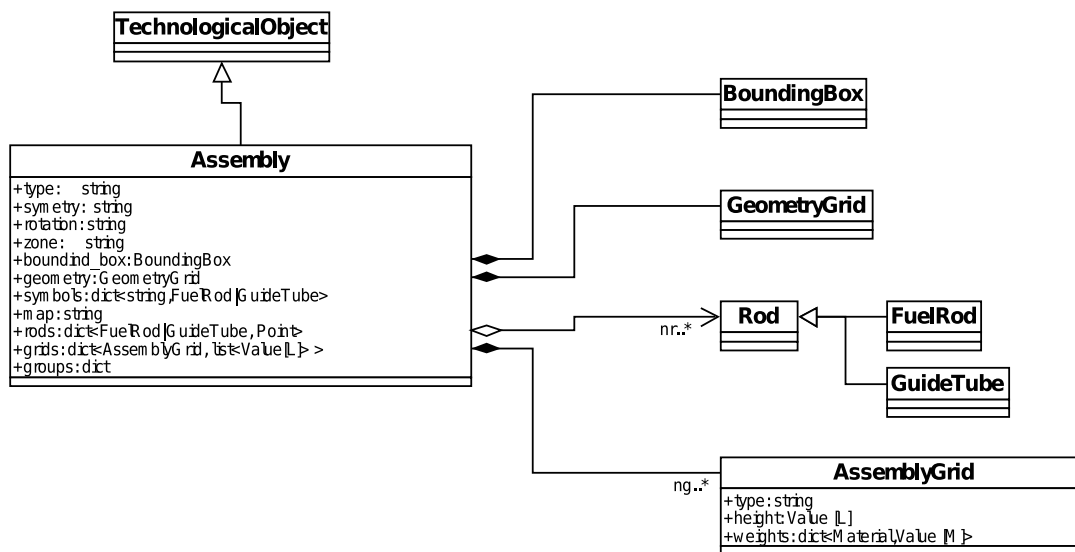 TechnologicalObject
BoundingBox
Assembly
+type: string
+symetry: string
+rotation:string
+zone: string
+boundind_box:BoundingBox
+geometry:GeometryGrid
+symbols:dict<string,FuelRod|GuideTube>
+map:string
+rods:dict<FuelRod|GuideTube,Point>
+grids:dict<AssemblyGrid,list<Value[L]> >
+groups:dict
GeometryGrid
Rod
nr..*
FuelRod
GuideTube
AssemblyGrid
ng..*
+type:string
+height:Value [L]
+weights:dict<Material,Value [M]>